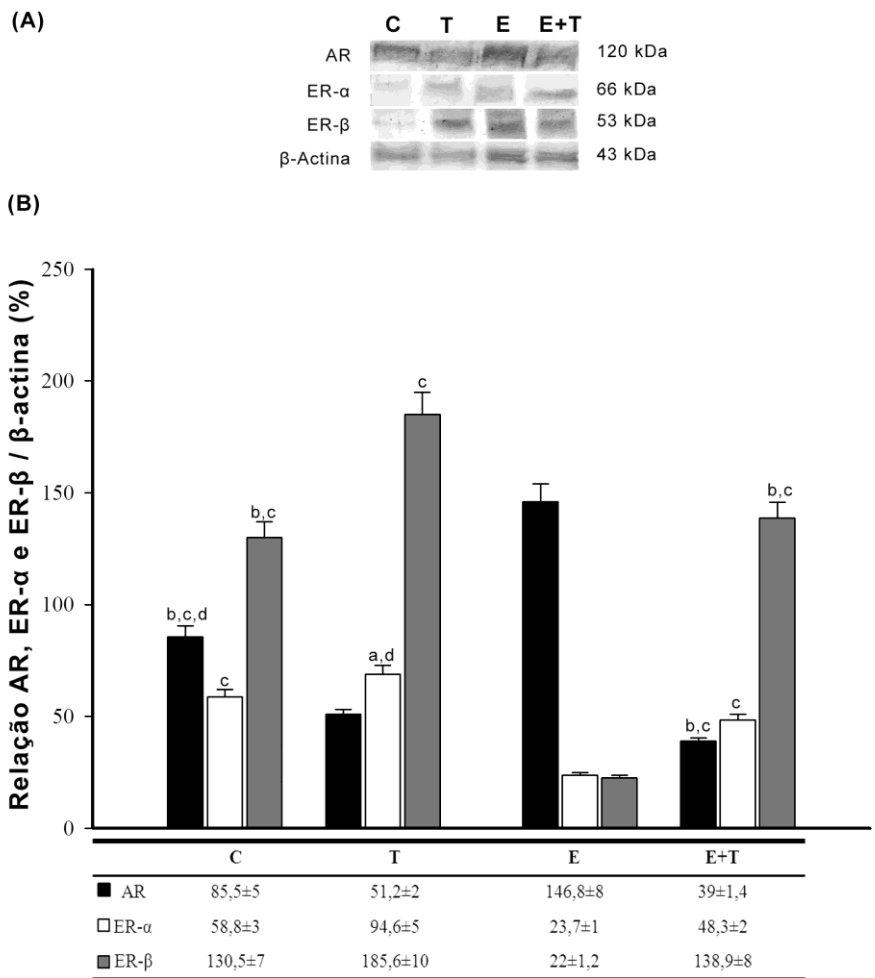 (A)
C T E E+T
AR 120 kDa
ER-α 66 kDa
ER-β 53 kDa
β-Actina 43 kDa
(B)
Relação AR, ER-α e ER-β / β-actina (%)
250
200
150
100
50
0
b,c,d
c
b,c
a,d
c
b,c
c
b,c
C T E E+T
AR 85,5±5 51,2±2 146,8±8 39±1,4
ER-α 58,8±3 94,6±5 23,7±1 48,3±2
ER-β 130,5±7 185,6±10 22±1,2 138,9±8